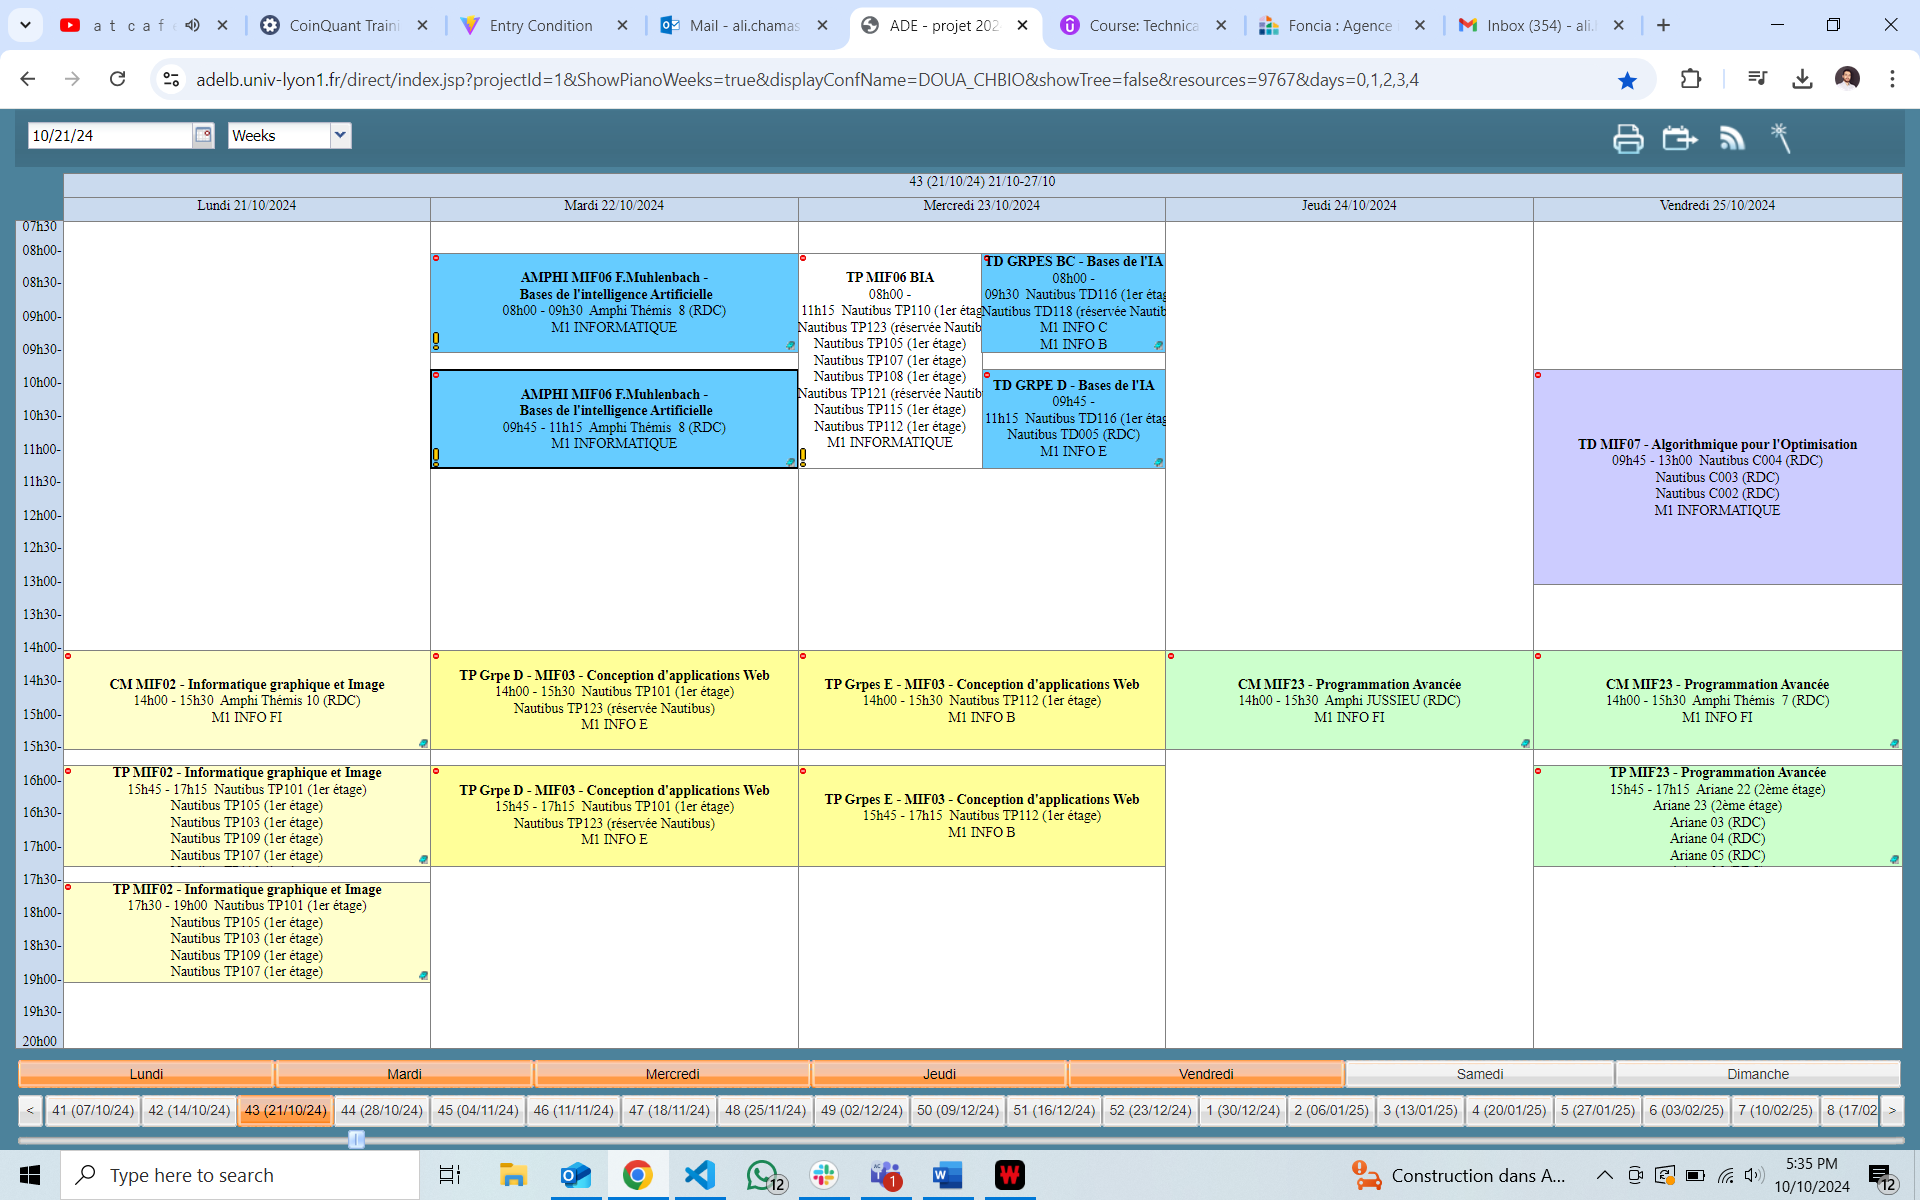 a t c a f
CoinQuant Traini
Entry Condition
Mail - ali.chamas
ADE - projet 202
Course: Technica
Foncia : Agence
Inbox (354) - ali.
adelb.univ-lyon1.fr/direct/index.jsp?projectId=1&ShowPianoWeeks=true&displayConfName=DOUA_CHBIO&showTree=false&resources=9767&days=0,1,2,3,4
10/21/24
Weeks
43 (21/10/24) 21/10-27/10
Lundi 21/10/2024
Mardi 22/10/2024
Mercredi 23/10/2024
Jeudi 24/10/2024
Vendredi 25/10/2024
07h30
08h00-
08h30-
09h00-
09h30-
10h00-
10h30-
11h00-
11h30-
12h00-
12h30-
13h00-
13h30-
14h00-
14h30-
15h00-
15h30-
16h00-
16h30-
17h00-
17h30-
18h00-
18h30-
19h00-
19h30-
20h00
CM MIF02 - Informatique graphique et Image
14h00 - 15h30 Amphi Thémis 10 (RDC)
M1 INFO FI
TP MIF02 - Informatique graphique et Image
15h45 - 17h15 Nautibus TP101 (1er étage)
Nautibus TP105 (1er étage)
Nautibus TP103 (1er étage)
Nautibus TP109 (1er étage)
Nautibus TP107 (1er étage)
TP MIF02 - Informatique graphique et Image
17h30 - 19h00 Nautibus TP101 (1er étage)
Nautibus TP105 (1er étage)
Nautibus TP103 (1er étage)
Nautibus TP109 (1er étage)
Nautibus TP107 (1er étage)
AMPHI MIF06 F.Muhlenbach -
Bases de l'intelligence Artificielle
08h00 - 09h30 Amphi Thémis 8 (RDC)
M1 INFORMATIQUE
AMPHI MIF06 F.Muhlenbach -
Bases de l'intelligence Artificielle
09h45 - 11h15 Amphi Thémis 8 (RDC)
M1 INFORMATIQUE
TP Grpe D - MIF03 - Conception d'applications Web
14h00 - 15h30 Nautibus TP101 (1er étage)
Nautibus TP123 (réservée Nautibus)
M1 INFO E
TP Grpe D - MIF03 - Conception d'applications Web
15h45 - 17h15 Nautibus TP101 (1er étage)
Nautibus TP123 (réservée Nautibus)
M1 INFO E
TP MIF06 BIA
08h00 -
11h15 Nautibus TP110 (1er étag
Nautibus TP123 (réservée Nautib
Nautibus TP105 (1er étage)
Nautibus TP107 (1er étage)
Nautibus TP108 (1er étage)
Nautibus TP121 (réservée Nautib
Nautibus TP115 (1er étage)
Nautibus TP112 (1er étage)
M1 INFORMATIQUE
TD GRPES BC - Bases de l'IA
08h00 -
09h30 Nautibus TD116 (1er étag
Nautibus TD118 (réservée Nautib
M1 INFO C
M1 INFO B
TD GRPE D - Bases de l'IA
09h45 -
11h15 Nautibus TD116 (1er étag
Nautibus TD005 (RDC)
M1 INFO E
TP Grpes E - MIF03 - Conception d'applications Web
14h00 - 15h30 Nautibus TP112 (1er étage)
M1 INFO B
TP Grpes E - MIF03 - Conception d'applications Web
15h45 - 17h15 Nautibus TP112 (1er étage)
M1 INFO B
CM MIF23 - Programmation Avancée
14h00 - 15h30 Amphi JUSSIEU (RDC)
M1 INFO FI
TD MIF07 - Algorithmique pour l'Optimisation
09h45 - 13h00 Nautibus C004 (RDC)
Nautibus C003 (RDC)
Nautibus C002 (RDC)
M1 INFORMATIQUE
CM MIF23 - Programmation Avancée
14h00 - 15h30 Amphi Thémis 7 (RDC)
M1 INFO FI
TP MIF23 - Programmation Avancée
15h45 - 17h15 Ariane 22 (2ème étage)
Ariane 23 (2ème étage)
Ariane 03 (RDC)
Ariane 04 (RDC)
Ariane 05 (RDC)
Lundi
Mardi
Mercredi
Jeudi
Vendredi
Samedi
Dimanche
< 41 (07/10/24) 42 (14/10/24) 43 (21/10/24) 44 (28/10/24) 45 (04/11/24) 46 (11/11/24) 47 (18/11/24) 48 (25/11/24) 49 (02/12/24) 50 (09/12/24) 51 (16/12/24) 52 (23/12/24) 1 (30/12/24) 2 (06/01/25) 3 (13/01/25) 4 (20/01/25) 5 (27/01/25) 6 (03/02/25) 7 (10/02/25) 8 (17/02 >
Type here to search
12
1
Construction dans A...
5:35 PM
10/10/2024
12